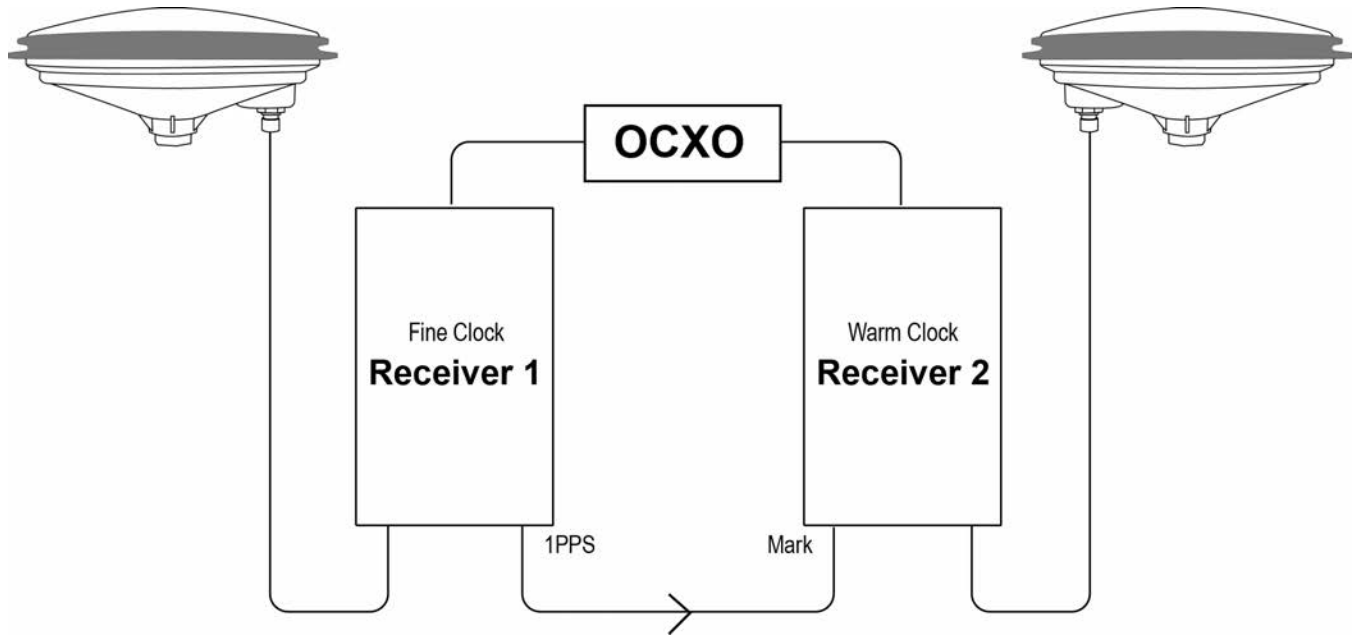 OCXO
Fine Clock
Receiver 1
Warm Clock
Receiver 2
1PPS
Mark